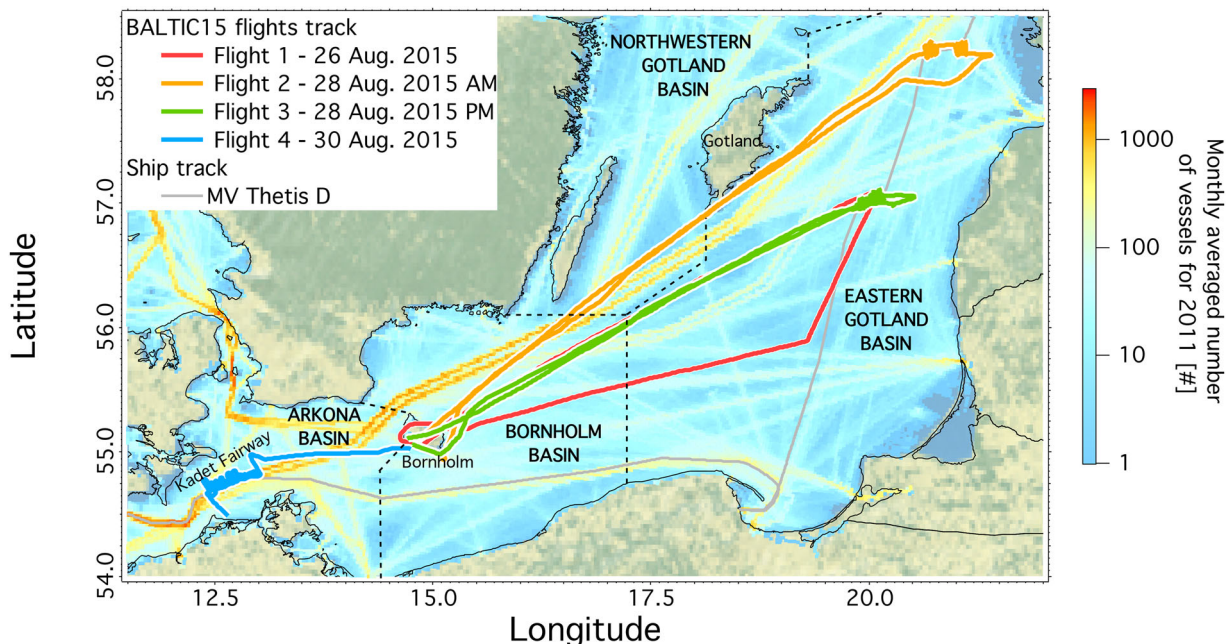 BALTIC15 flights track
Flight 1 - 26 Aug. 2015
Flight 2 - 28 Aug. 2015 AM
Flight 3 - 28 Aug. 2015 PM
Flight 4 - 30 Aug. 2015
Ship track
MV Thetis D
NORTHWESTERN
GOTLAND
BASIN
Gotland
EASTERN
GOTLAND
BASIN
ARKONA
BASIN
BORNHOLM
BASIN
Bornholm
Kadet Fairway
58.0
57.0
56.0
55.0
54.0
Latitude
12.5
15.0
17.5
20.0
Longitude
1000
100
10
1
Monthly averaged number
of vessels for 2011 [#]